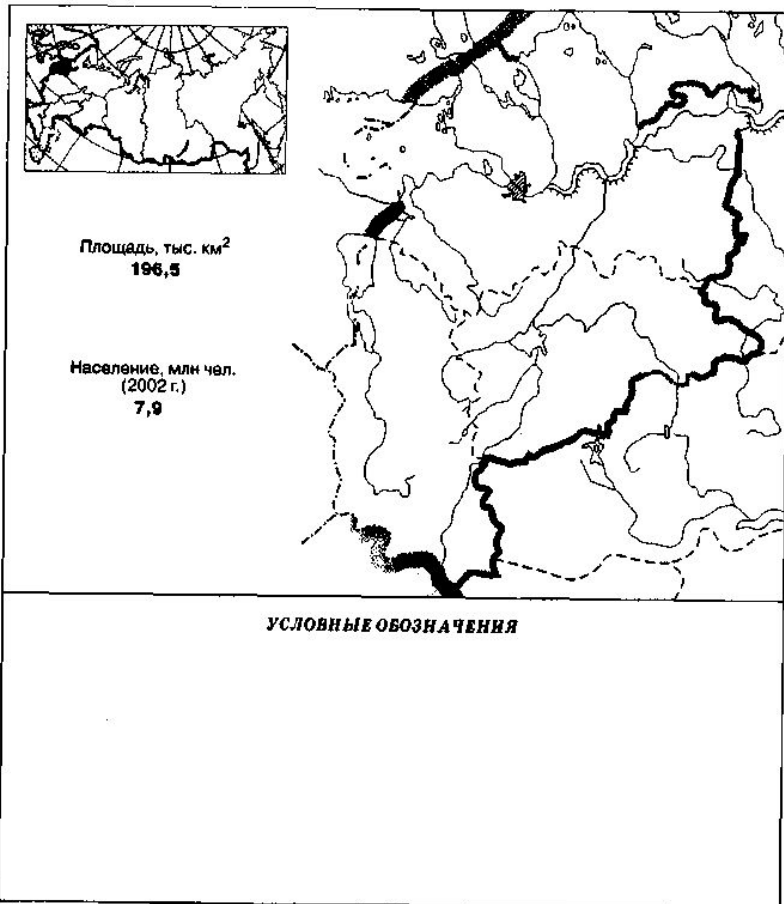 Площадь, тыс. км²
196,5
Население, млн чел.
(2002 г.)
7,9
УСЛОВНЫЕ ОБОЗНАЧЕНИЯ